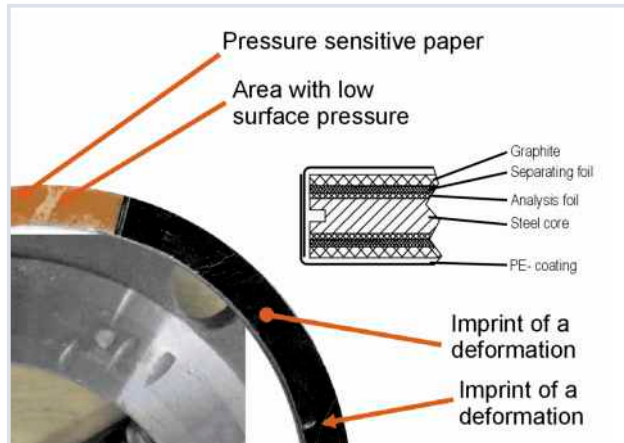 Pressure sensitive paper
Area with low
surface pressure
Graphite
Separating foil
Analysis foil
Steel core
PE- coating
Imprint of a
deformation
Imprint of a
deformation